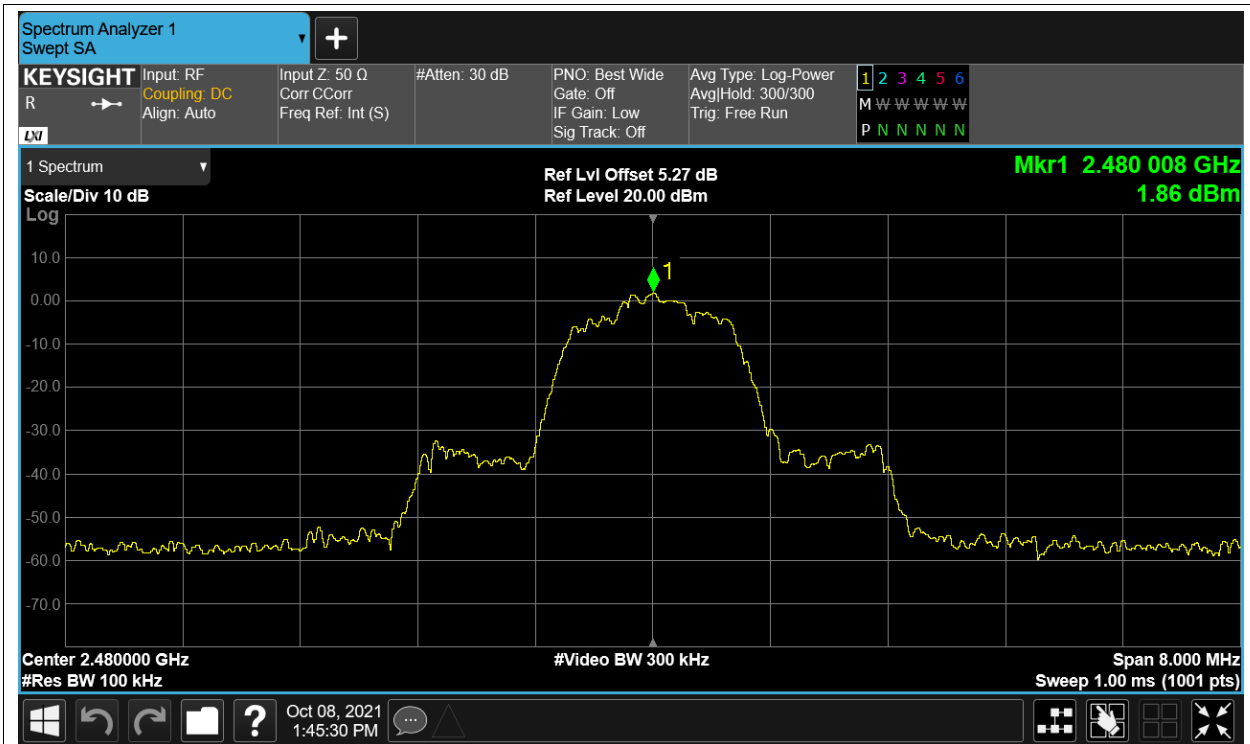 Spectrum Analyzer 1
Swept SA
KEYSIGHT
R
LXI
Input: RF
Coupling: DC
Align: Auto
Input Z: 50 Ω
Corr CCorr
Freq Ref: Int (S)
#Atten: 30 dB
PNO: Best Wide
Gate: Off
IF Gain: Low
Sig Track: Off
Avg Type: Log-Power
Avg|Hold: 300/300
Trig: Free Run
1 2 3 4 5 6
M W W W W W W
P N N N N N N
1 Spectrum
Scale/Div 10 dB
Log
Ref Lvl Offset 5.27 dB
Ref Level 20.00 dBm
Mkr1 2.480 008 GHz
1.86 dBm
1
10.0
0.00
-10.0
-20.0
-30.0
-40.0
-50.0
-60.0
-70.0
Center 2.480000 GHz
#Res BW 100 kHz
#Video BW 300 kHz
Span 8.000 MHz
Sweep 1.00 ms (1001 pts)
?
Oct 08, 2021
1:45:30 PM